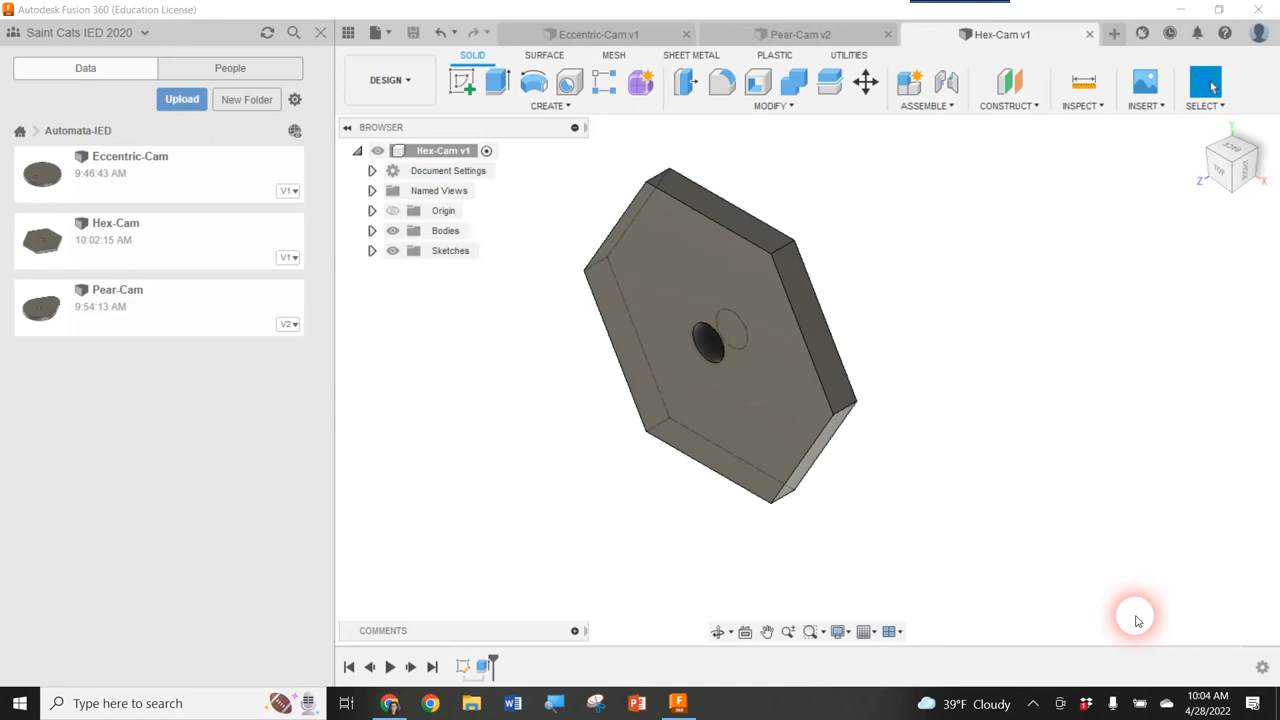 Autodesk Fusion 360 (Education License)
Saint Cats IED 2020
Eccentric-Cam v1
Pear-Cam v2
Hex-Cam v1
Data
People
Upload
New Folder
Automata-IED
Eccentric-Cam
9:46:43 AM
V1
Hex-Cam
10:02:15 AM
V1
Pear-Cam
9:54:13 AM
V2
DESIGN
SOLID
SURFACE
MESH
SHEET METAL
PLASTIC
UTILITIES
CREATE
MODIFY
ASSEMBLE
CONSTRUCT
INSPECT
INSERT
SELECT
BROWSER
Hex-Cam v1
Document Settings
Named Views
Origin
Bodies
Sketches
Y
Z
X
TOP
COMMENTS
Type here to search
39°F Cloudy
10:04 AM
4/28/2022